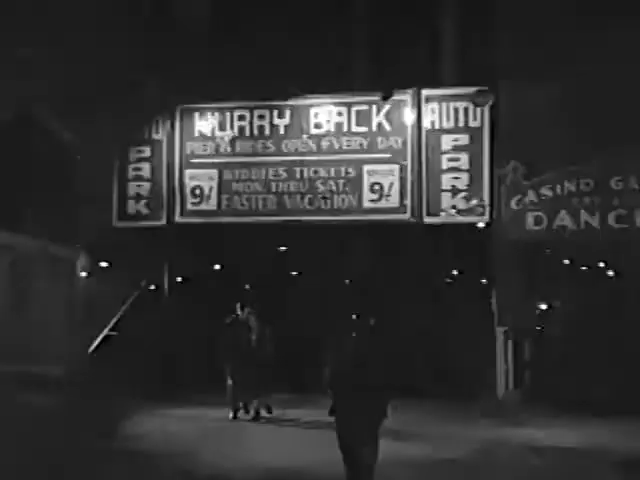 HURRY BACK
PIER & RIDES OPEN EVERY DAY
KIDDIES TICKETS
MON. THRU SAT.
EASTER VACATION
9¢
9¢
AUTO
PARK
AUTO
PARK
CASINO
DANC